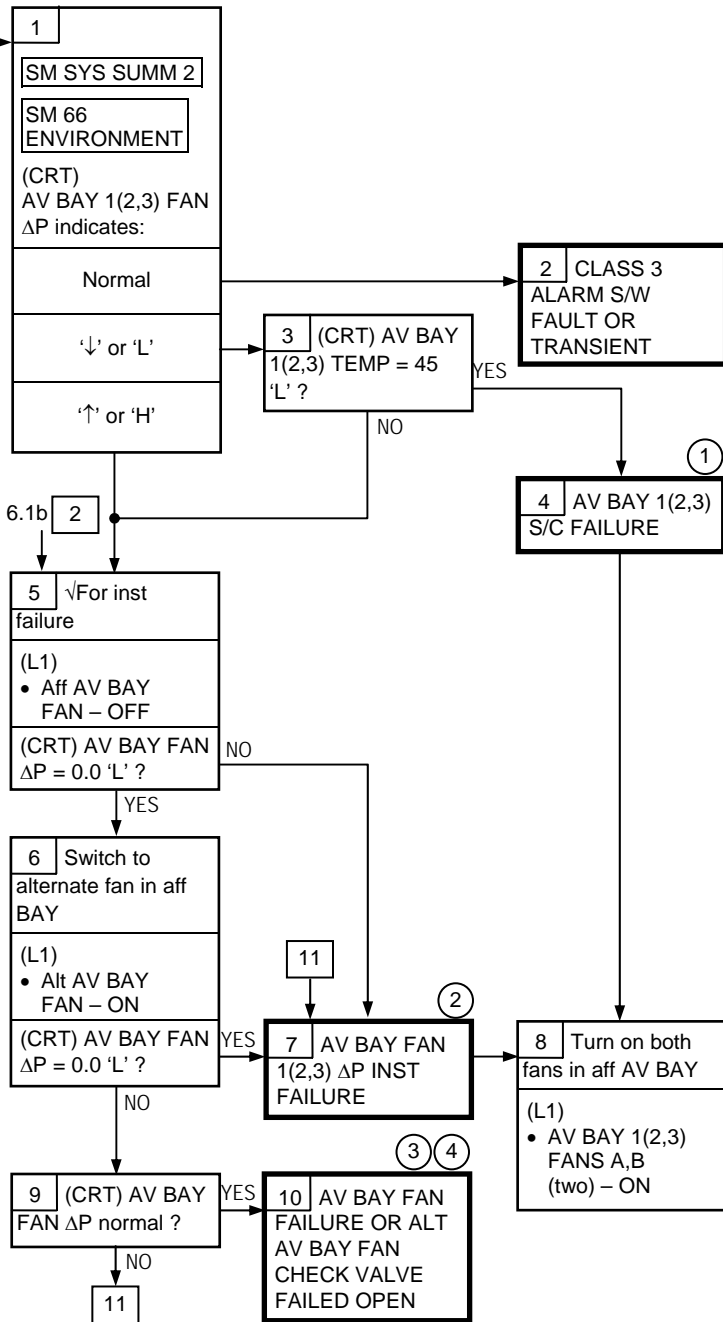 1
SM SYS SUMM 2
SM 66
ENVIRONMENT
(CRT)
AV BAY 1(2,3) FAN
∆P indicates:
Normal
‘↓’ or ‘L’
‘↑’ or ‘H’
2 CLASS 3
ALARM S/W
FAULT OR
TRANSIENT
3 (CRT) AV BAY
1(2,3) TEMP = 45
‘L’ ?
YES
NO
1
4 AV BAY 1(2,3)
S/C FAILURE
6.1b 2
5 √For inst
failure
(L1)
• Aff AV BAY
FAN – OFF
(CRT) AV BAY FAN
∆P = 0.0 ‘L’ ?
NO
YES
6 Switch to
alternate fan in aff
BAY
(L1)
• Alt AV BAY
FAN – ON
(CRT) AV BAY FAN
∆P = 0.0 ‘L’ ?
YES
NO
11
2
7 AV BAY FAN
1(2,3) ∆P INST
FAILURE
8 Turn on both
fans in aff AV BAY
(L1)
• AV BAY 1(2,3)
FANS A,B
(two) – ON
9 (CRT) AV BAY
FAN ∆P normal ?
YES
NO
11
3 4
10 AV BAY FAN
FAILURE OR ALT
AV BAY FAN
CHECK VALVE
FAILED OPEN